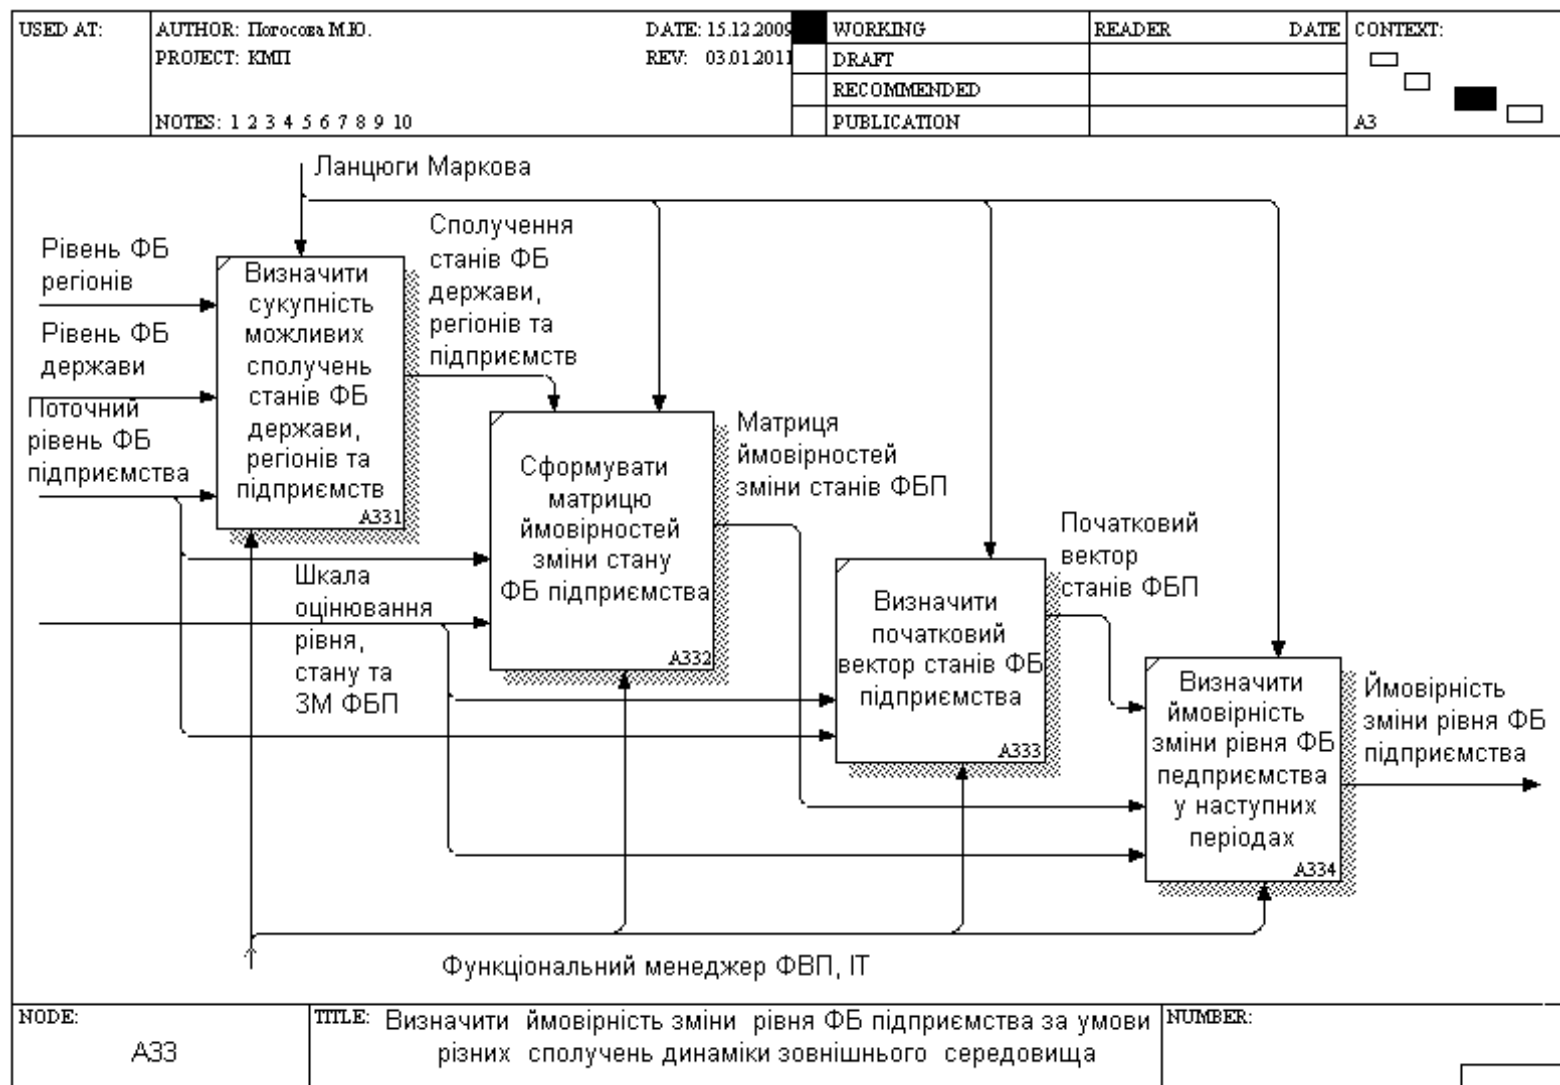 USED AT:
AUTHOR: Погосова М.Ю.
DATE: 15.12.2009
PROJECT: КМП
REV: 03.01.2011
NOTES: 1 2 3 4 5 6 7 8 9 10
WORKING
DRAFT
RECOMMENDED
PUBLICATION
READER DATE
CONTEXT:
A3
Ланцюги Маркова
Рівень ФБ
регіонів
Рівень ФБ
держави
Поточний
рівень ФБ
підприємства
Визначити
сукупність
можливих
сполучень
станів ФБ
держави,
регіонів та
підприємств
A331
Сполучення
станів ФБ
держави,
регіонів та
підприємств
Шкала
оцінювання
рівня,
стану та
ЗМ ФБП
Сформувати
матрицю
ймовірностей
зміни стану
ФБ підприємства
A332
Матриця
ймовірностей
зміни станів ФБП
Визначити
початковий
вектор станів ФБ
підприємства
A333
Початковий
вектор
станів ФБП
Визначити
ймовірність
зміни рівня ФБ
педприємства
у наступних
періодах
A334
Ймовірність
зміни рівня ФБ
підприємства
Функціональний менеджер ФВП, ІТ
NODE:
A33
TITLE: Визначити ймовірність зміни рівня ФБ підприємства за умови
різних сполучень динаміки зовнішнього середовища
NUMBER: